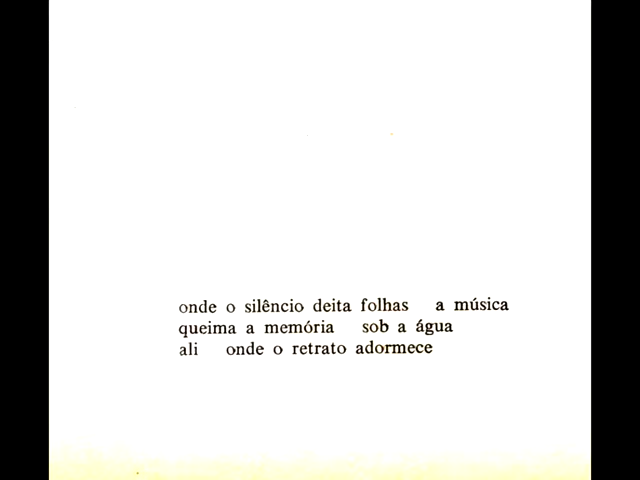 onde o silêncio deita folhas   a música
queima a memória   sob a água
ali   onde o retrato adormece